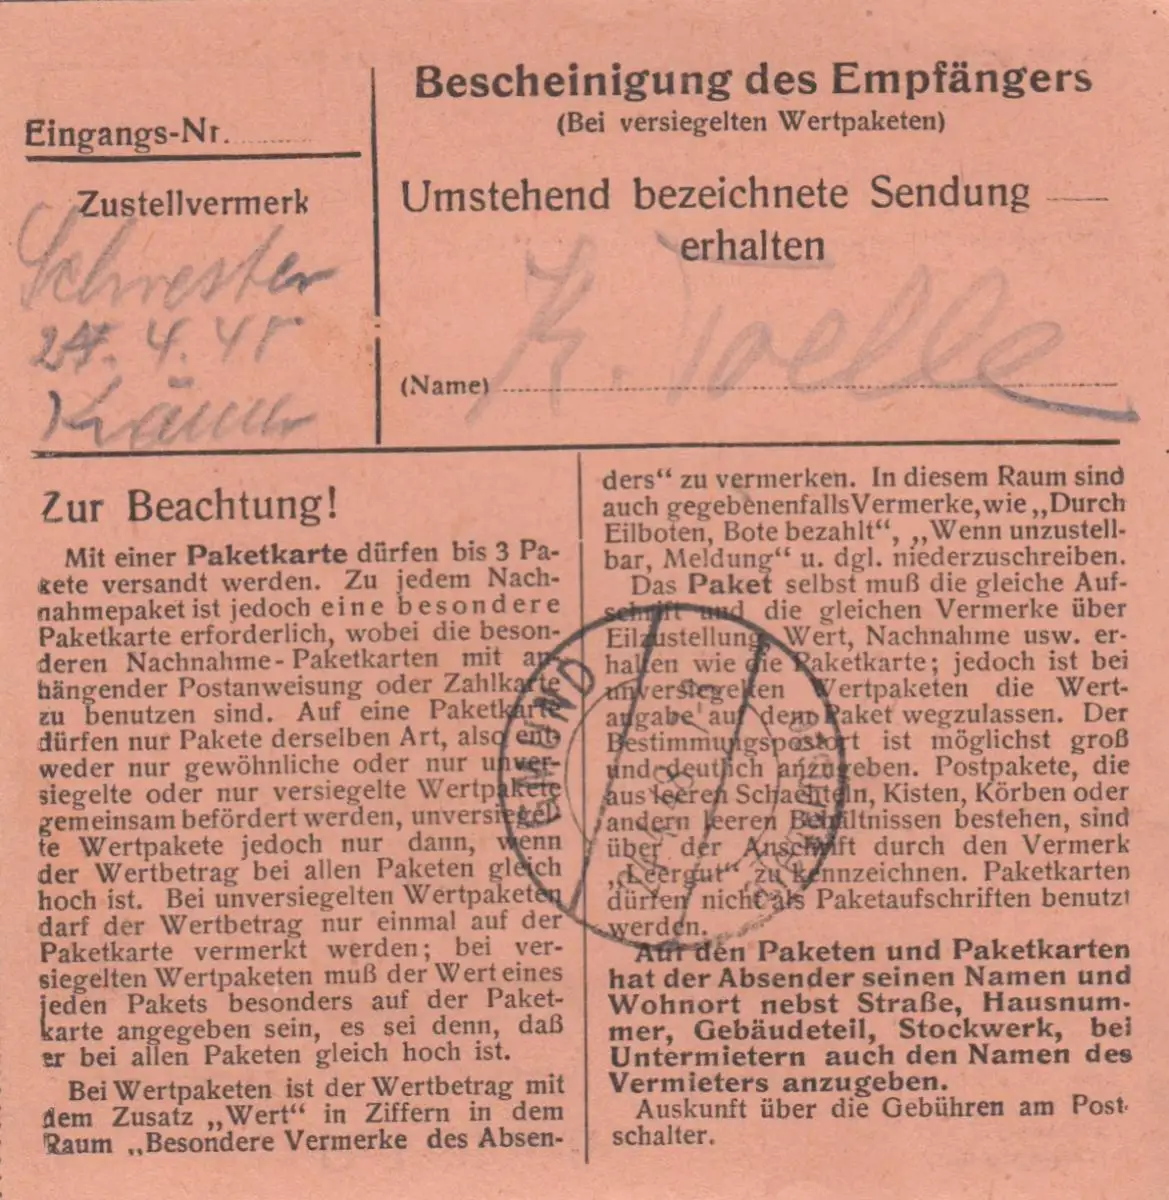 Eingangs-Nr.
Zustellvermerk
Schwester
24. 4. 48
Bescheinigung des Empfängers
(Bei versiegelten Wertpaketen)
Umstehend bezeichnete Sendung
erhalten
K. Toelle
(Name)
Zur Beachtung!
Mit einer Paketkarte dürfen bis 3 Pa-
kete versandt werden. Zu jedem Nach-
nahmepaket ist jedoch eine besondere
Paketkarte erforderlich, wobei die beson-
deren Nachnahme-Paketkarten mit an-
hängender Postanweisung oder Zahlkarte
zu benutzen sind. Auf eine Paketkarte
dürfen nur Pakete derselben Art, also ent-
weder nur gewöhnliche oder nur unver-
siegelte oder nur versiegelte Wertpakete
gemeinsam befördert werden, unversiegel-
te Wertpakete jedoch nur dann, wenn
der Wertbetrag bei allen Paketen gleich
hoch ist. Bei unversiegelten Wertpaketen
darf der Wertbetrag nur einmal auf der
Paketkarte vermerkt werden; bei ver-
siegelten Wertpaketen muß der Wert eines
jeden Pakets besonders auf der Paket-
karte angegeben sein, es sei denn, daß
er bei allen Paketen gleich hoch ist.
Bei Wertpaketen ist der Wertbetrag mit
dem Zusatz „Wert“ in Ziffern in dem
Raum „Besondere Vermerke des Absen-
ders“ zu vermerken. In diesem Raum sind
auch gegebenenfalls Vermerke, wie „Durch
Eilboten, Bote bezahlt“, „Wenn unzustell-
bar, Meldung“ u. dgl. niederzuschreiben.
Das Paket selbst muß die gleiche Auf-
schrift und die gleichen Vermerke über
Eilzustellung, Wert, Nachnahme usw. er-
halten wie die Paketkarte; jedoch ist bei
unversiegelten Wertpaketen die Wert-
angabe auf dem Paket wegzulassen. Der
Bestimmungspostort ist möglichst groß
und deutlich anzugeben. Postpakete, die
aus leeren Schachteln, Kisten, Körben oder
andern leeren Behältnissen bestehen, sind
über der Anschrift durch den Vermerk
„Leergut“ zu kennzeichnen. Paketkarten
dürfen nicht als Paketaufschriften benutzt
werden.
Auf den Paketen und Paketkarten
hat der Absender seinen Namen und
Wohnort nebst Straße, Hausnum-
mer, Gebäudeteil, Stockwerk, bei
Untermietern auch den Namen des
Vermieters anzugeben.
Auskunft über die Gebühren am Post-
schalter.
GMUND